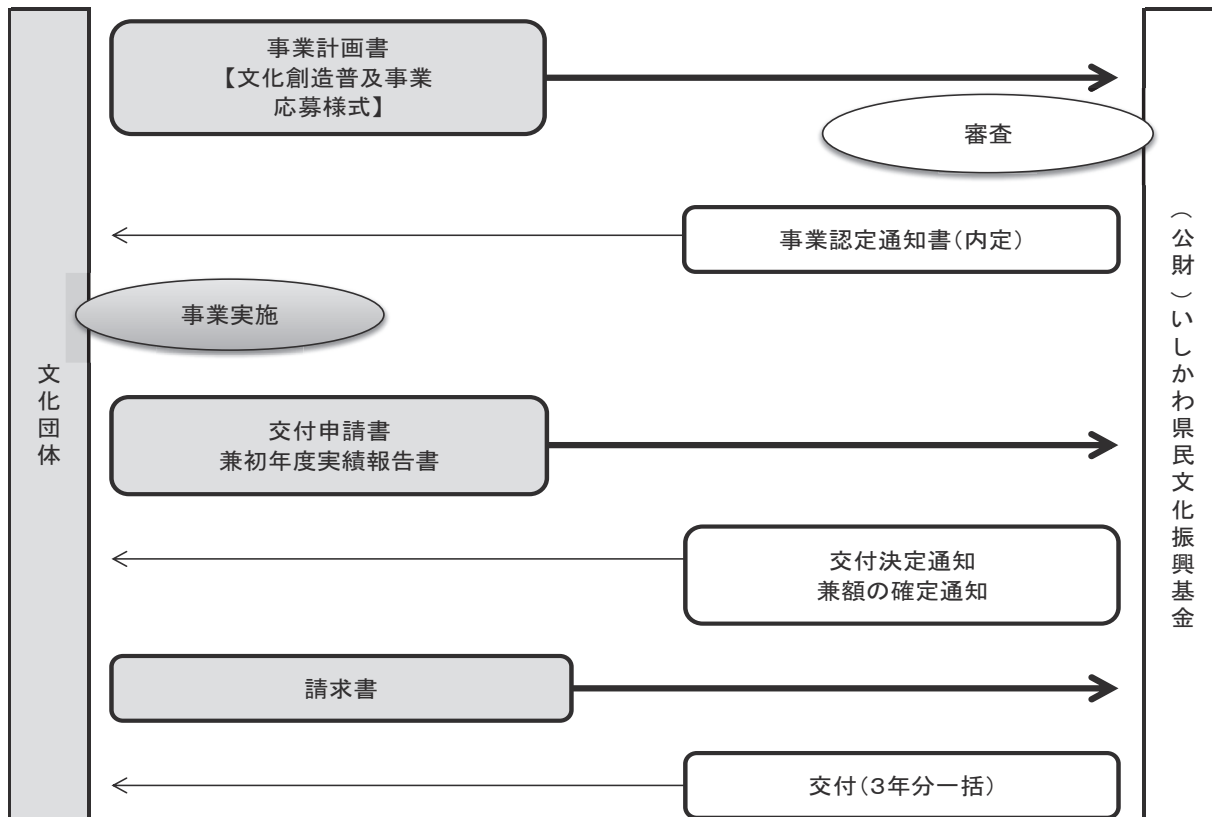 事業計画書
【文化創造普及事業
応募様式】
審査
事業認定通知書(内定)
事業実施
文化団体
(公財)いしかわ県民文化振興基金
交付申請書
兼初年度実績報告書
交付決定通知
兼額の確定通知
請求書
交付(3年分一括)